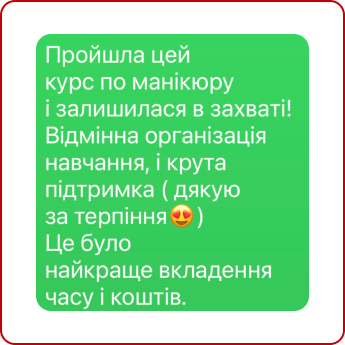 Пройшла цей
курс по манікюру
і залишилася в захваті!
Відмінна організація
навчання, і крута
підтримка ( дякую
за терпіння😍)
Це було
найкраще вкладення
часу і коштів.